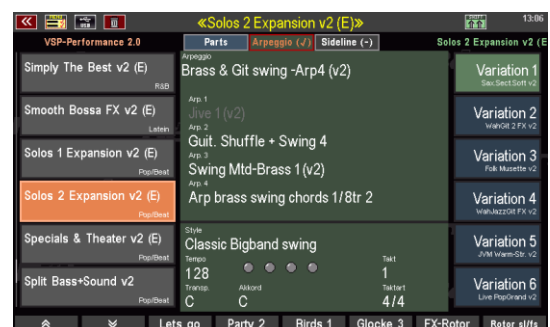 «Solos 2 Expansion v2 (E)»
13:06
VSP-Performance 2.0
Parts
Arpeggio (√)
Sideline (-)
Solos 2 Expansion v2 (E
Simply The Best v2 (E)
R&B
Smooth Bossa FX v2 (E)
Latein
Solos 1 Expansion v2 (E)
Pop/Beat
Solos 2 Expansion v2 (E)
Pop/Beat
Specials & Theater v2 (E)
Pop/Beat
Split Bass+Sound v2
Pop/Beat
Arpeggio
Brass & Git swing -Arp4 (v2)
Arp. 1
Jive 1 (v2)
Arp. 2
Guit. Shuffle + Swing 4
Arp. 3
Swing Mtd-Brass 1 (v2)
Arp. 4
Arp brass swing chords 1/8tr 2
Style
Classic Bigband swing
Tempo
Takt
128
1
Transp.
Akkord
Taktart
C
C
4/4
Variation 1
Sax.Sect.Soft v2
Variation 2
WahGit 2 FX v2
Variation 3
Folk Musette v2
Variation 4
WahJazzGit FX v2
Variation 5
JVM Warm-Str. v2
Variation 6
Live PopGrand v2
Lets go
Party 2
Birds 1
Glocke 3
FX-Rotor
Rotor sl/fs